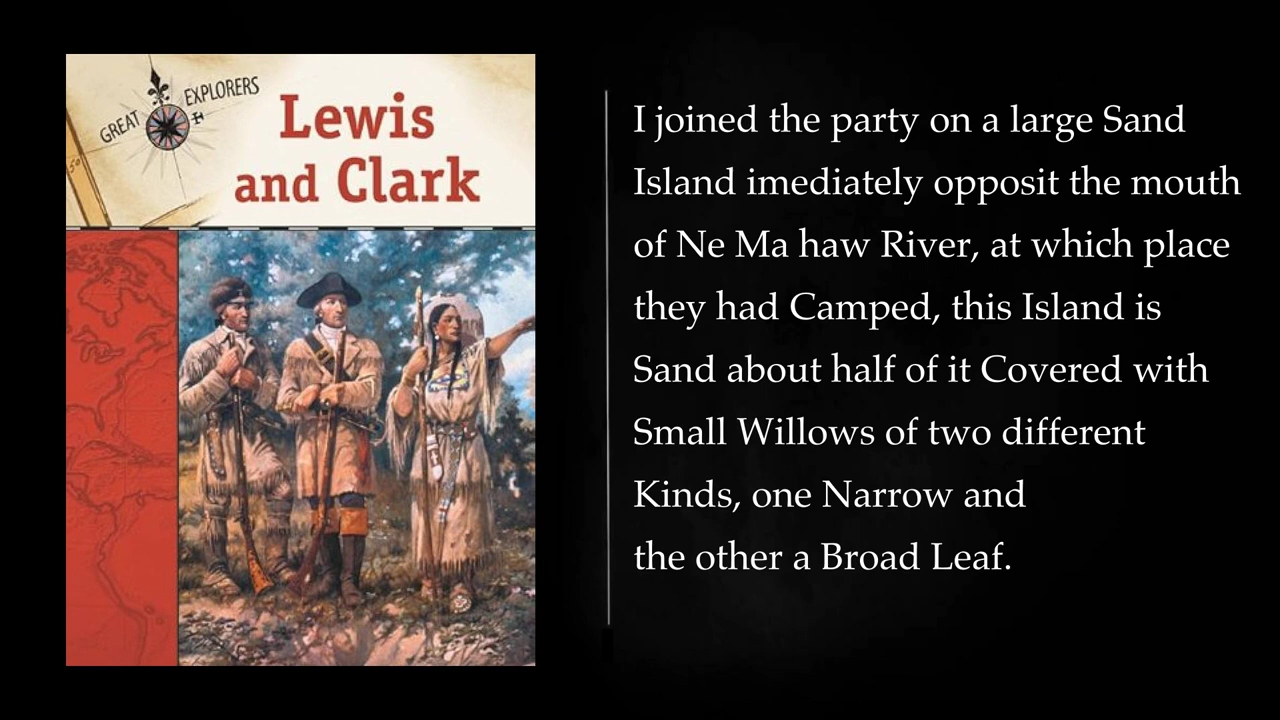 GREAT EXPLORERS
Lewis
and Clark
50
I joined the party on a large Sand
Island imediately opposit the mouth
of Ne Ma haw River, at which place
they had Camped, this Island is
Sand about half of it Covered with
Small Willows of two different
Kinds, one Narrow and
the other a Broad Leaf.